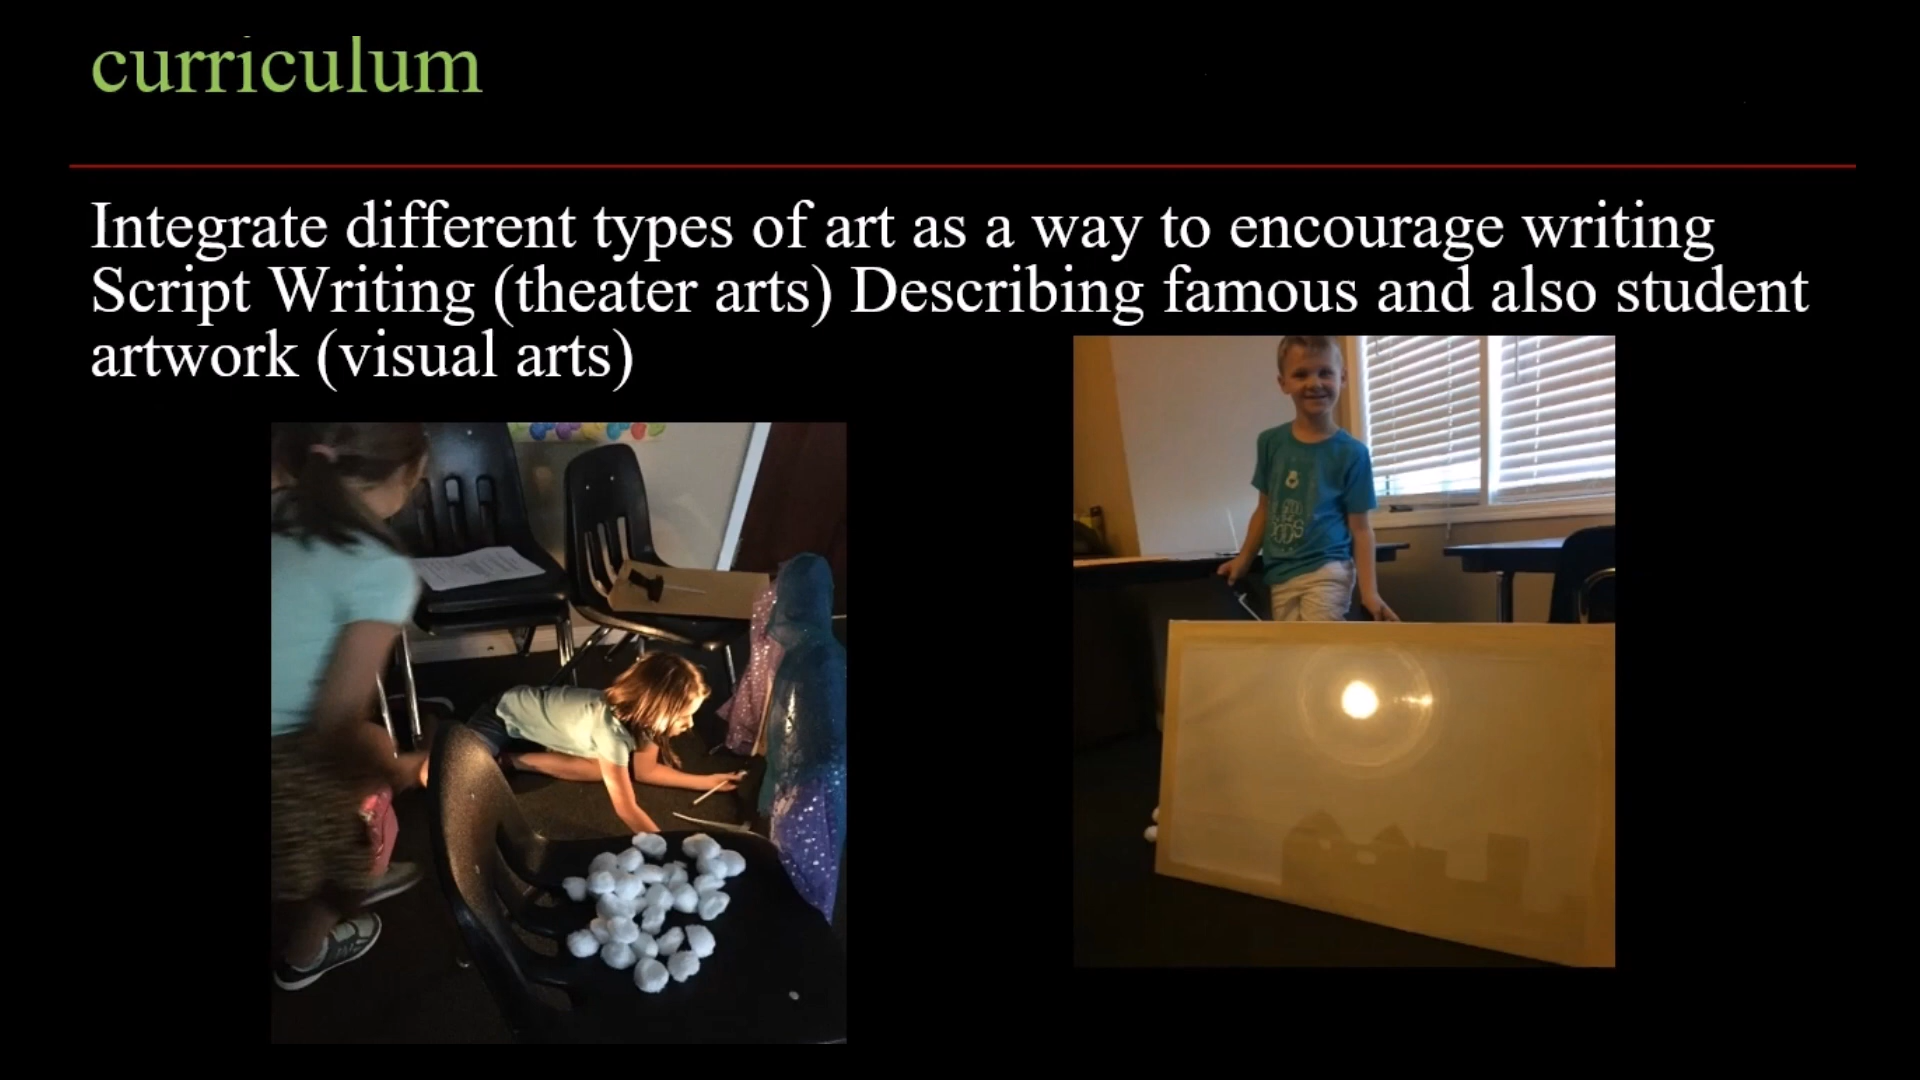 curriculum
Integrate different types of art as a way to encourage writing
Script Writing (theater arts) Describing famous and also student
artwork (visual arts)